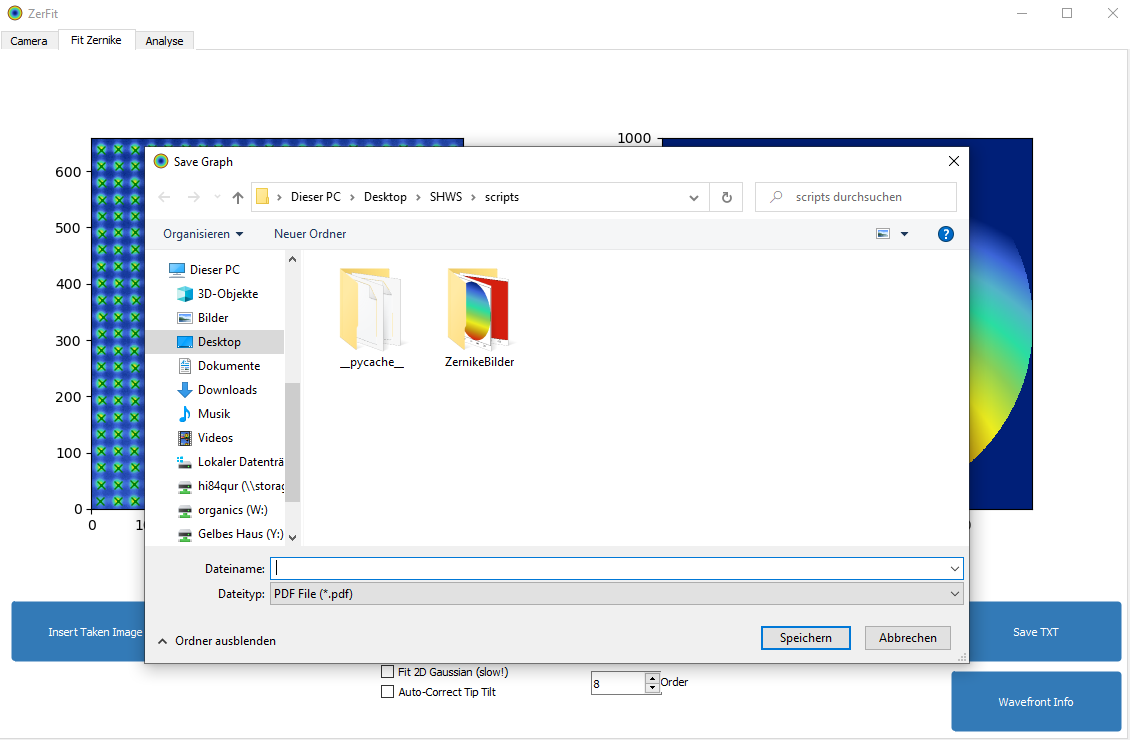 ZerFit
Camera
Fit Zernike
Analyse
1000
600
500
400
300
200
100
0
0
Save Graph
Dieser PC
Desktop
SHWS
scripts
scripts durchsuchen
Organisieren
Neuer Ordner
?
Dieser PC
3D-Objekte
Bilder
Desktop
Dokumente
Downloads
Musik
Videos
Lokaler Datenträ
hi84qur (\\storag
organics (W:)
Gelbes Haus (Y:)
__pycache__
ZernikeBilder
Dateiname:
Dateityp:
PDF File (*.pdf)
Ordner ausblenden
Speichern
Abbrechen
Insert Taken Image
Save TXT
Fit 2D Gaussian (slow!)
Auto-Correct Tip Tilt
8
Order
Wavefront Info